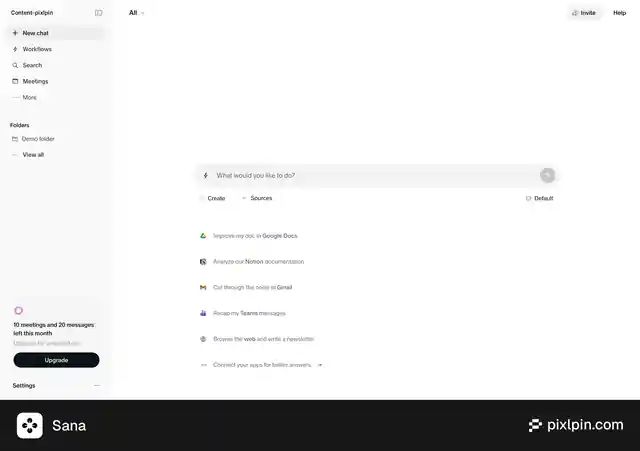 Content-pixlpin
All
Invite
Help
New chat
Workflows
Search
Meetings
More
Folders
Demo folder
View all
What would you like to do?
Create
Sources
Default
Improve my doc in Google Docs
Analyze our Notion documentation
Cut through the noise in Gmail
Recap my Teams messages
Browse the web and write a newsletter
Connect your apps for better answers
10 meetings and 20 messages
left this month
Upgrade for
Upgrade
Settings
Sana
pixlpin.com